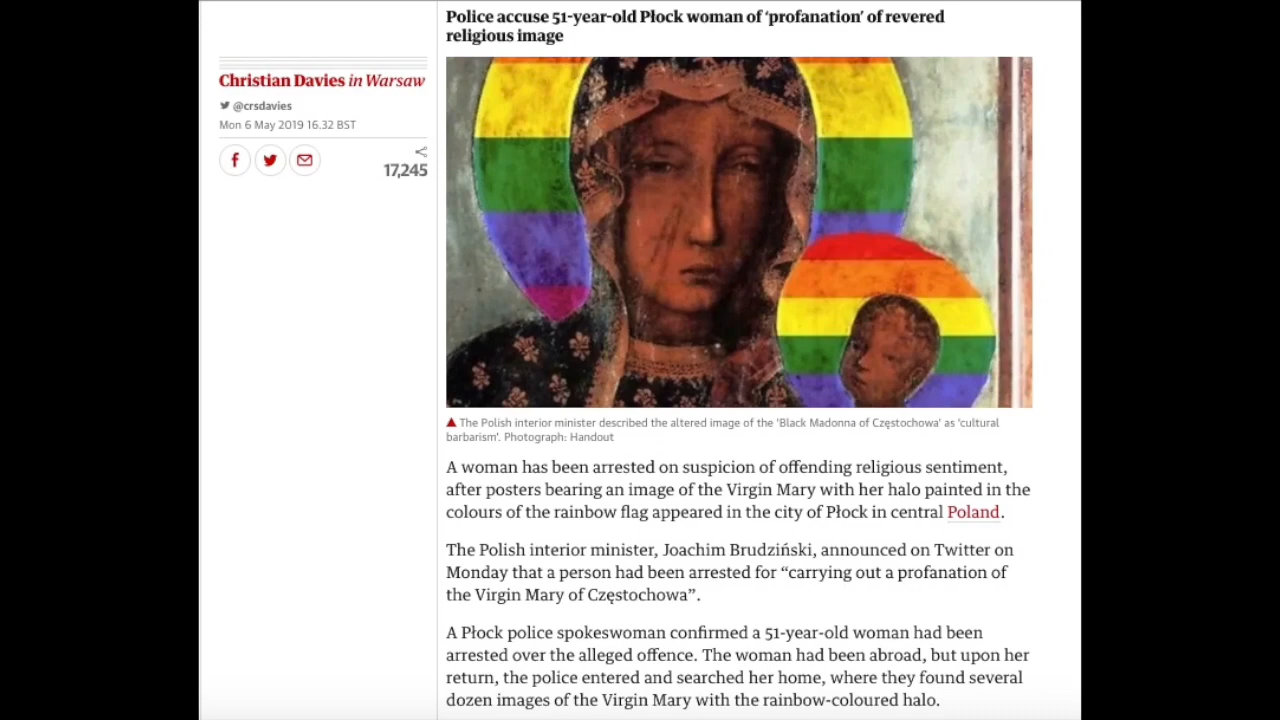 Police accuse 51-year-old Płock woman of ‘profanation’ of revered
religious image
Christian Davies in Warsaw
@crsdavies
Mon 6 May 2019 16.32 BST
17,245
The Polish interior minister described the altered image of the 'Black Madonna of Częstochowa' as 'cultural
barbarism'. Photograph: Handout
A woman has been arrested on suspicion of offending religious sentiment,
after posters bearing an image of the Virgin Mary with her halo painted in the
colours of the rainbow flag appeared in the city of Płock in central Poland.
The Polish interior minister, Joachim Brudziński, announced on Twitter on
Monday that a person had been arrested for “carrying out a profanation of
the Virgin Mary of Częstochowa”.
A Płock police spokeswoman confirmed a 51-year-old woman had been
arrested over the alleged offence. The woman had been abroad, but upon her
return, the police entered and searched her home, where they found several
dozen images of the Virgin Mary with the rainbow-coloured halo.